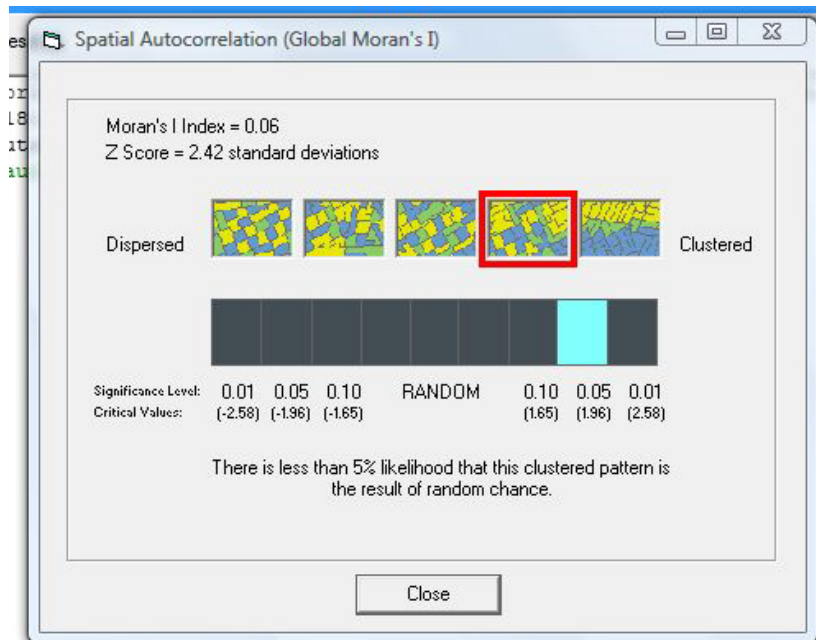 Spatial Autocorrelation (Global Moran's I)
Moran's I Index = 0.06
Z Score = 2.42 standard deviations
Dispersed
Clustered
Significance Level: 0.01 0.05 0.10 RANDOM 0.10 0.05 0.01
Critical Values: (-2.58) (-1.96) (-1.65) (1.65) (1.96) (2.58)
There is less than 5% likelihood that this clustered pattern is
the result of random chance.
Close